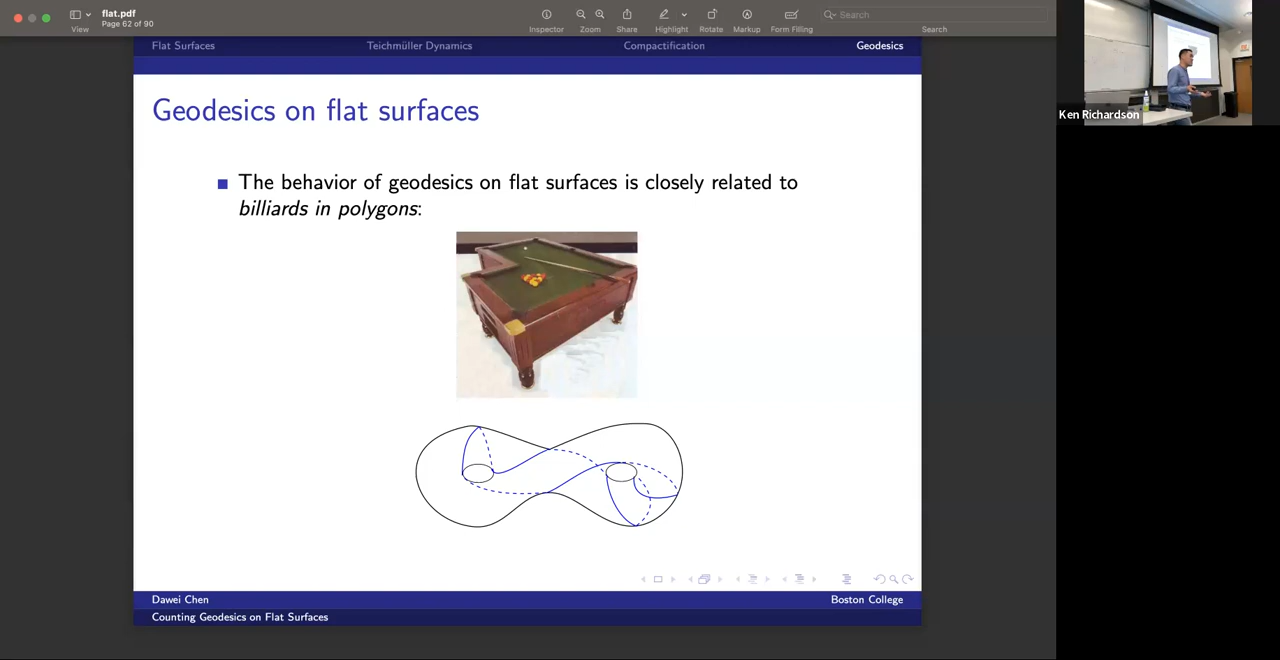 flat.pdf
Page 62 of 90
View
Inspector
Zoom
Share
Highlight
Rotate
Markup
Form Filling
Search
Search
Flat Surfaces
Teichmüller Dynamics
Compactification
Geodesics
Geodesics on flat surfaces
The behavior of geodesics on flat surfaces is closely related to
billiards in polygons:
Dawei Chen
Boston College
Counting Geodesics on Flat Surfaces
Ken Richardson